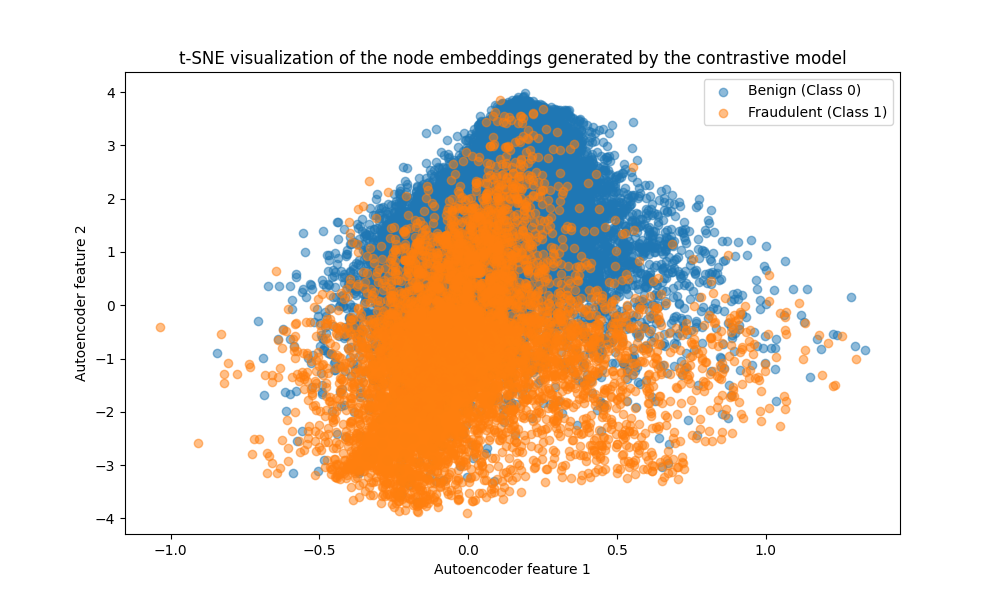 t-SNE visualization of the node embeddings generated by the contrastive model
Benign (Class 0)
Fraudulent (Class 1)
4
3
2
1
0
−1
−2
−3
−4
Autoencoder feature 2
−1.0 −0.5 0.0 0.5 1.0
Autoencoder feature 1